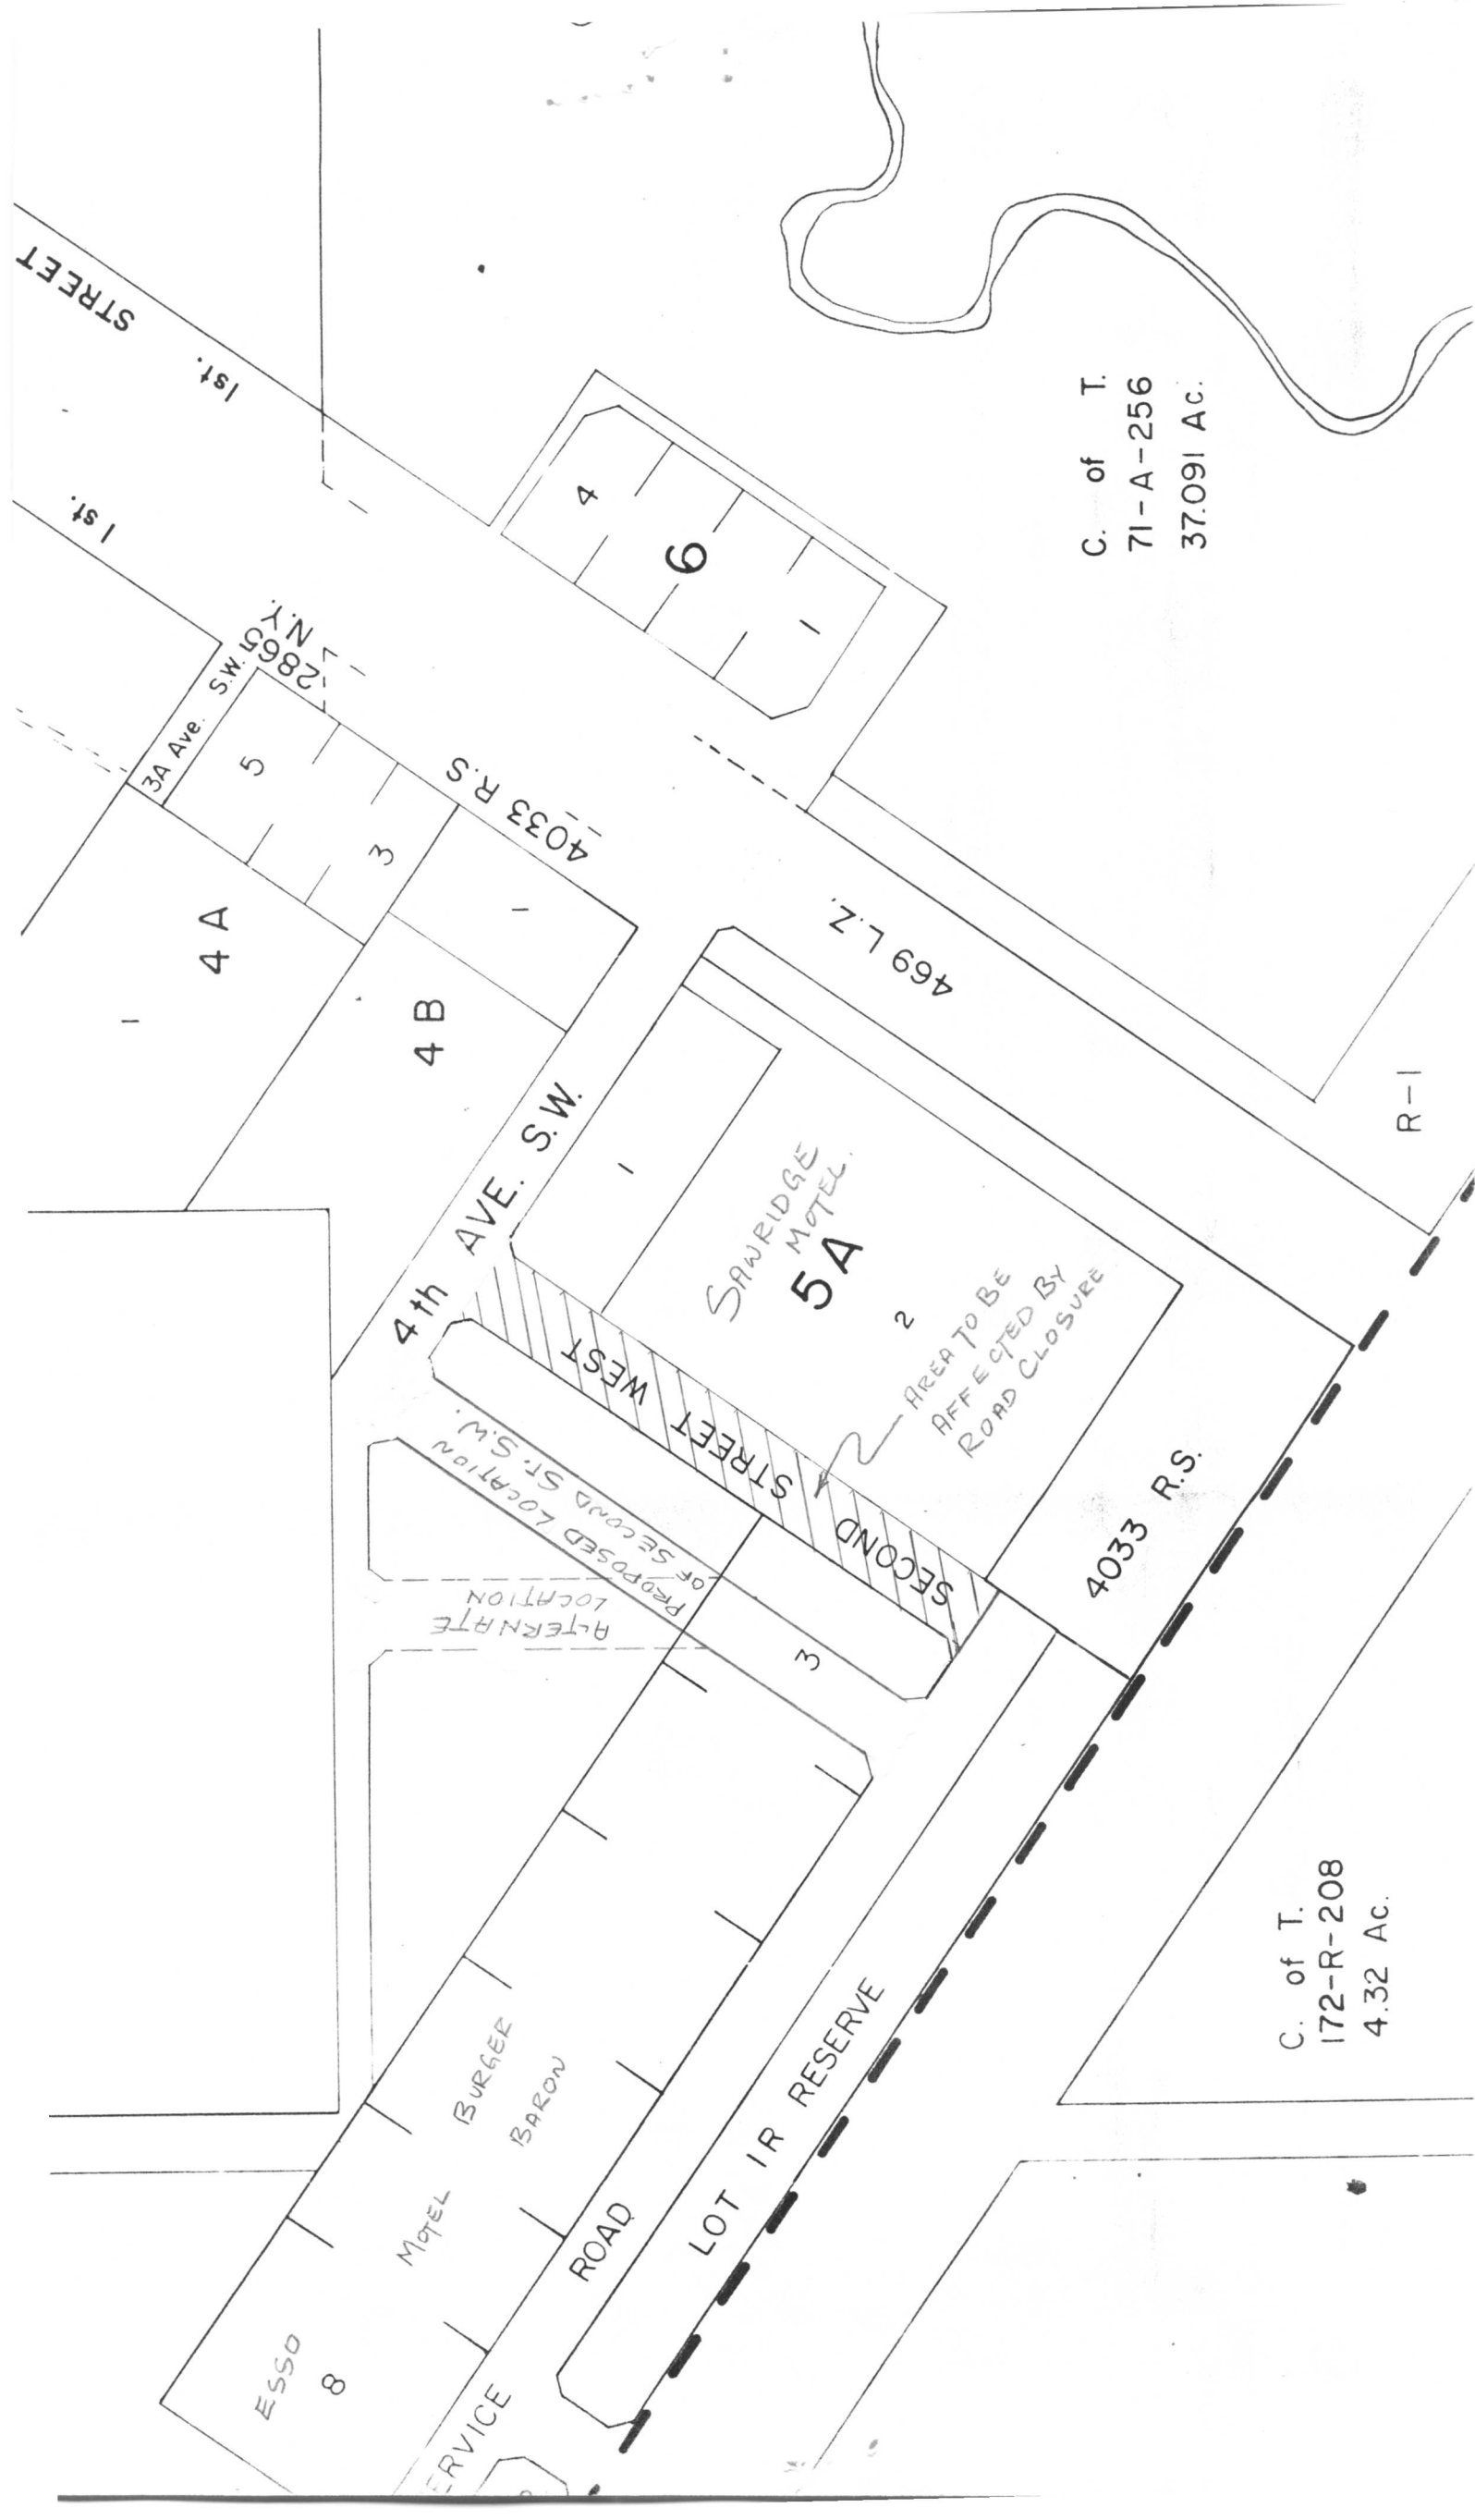 1st. STREET
1st.
3A Ave. S.W.
2865
N.Y.
5
3
4033 R.S
4 A
1
4 B
1
4
6
1
C. of T.
71-A-256
37.091 Ac.
469 L.Z.
4th AVE. S.W.
1
SAWRIDGE
MOTEL.
5A
2
AREA TO BE
AFFECTED BY
ROAD CLOSURE
SECOND STREET WEST
PROPOSED LOCATION
OF SECOND ST. S.W.
ALTERNATE
LOCATION
3
4033 R.S.
R-1
C. of T.
172-R-208
4.32 Ac.
BURGER
BARON
MOTEL
ESSO
8
ERVICE ROAD
LOT 1R RESERVE